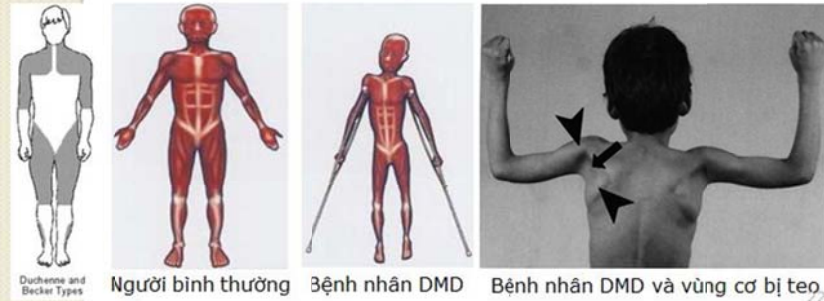 Duchenne and
Becker Types
Người bình thường
Bệnh nhân DMD
Bệnh nhân DMD và vùng cơ bị teo